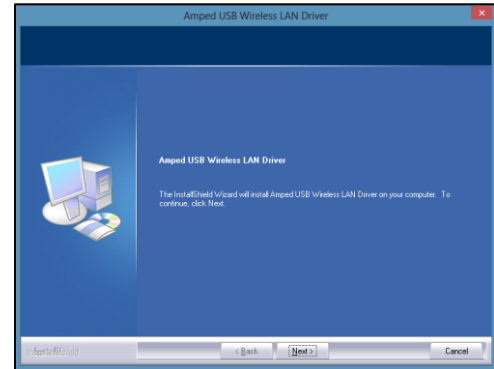 Amped USB Wireless LAN Driver
Amped USB Wireless LAN Driver
The InstallShield Wizard will install Amped USB Wireless LAN Driver on your computer. To
continue, click Next.
InstallShield
< Back
Next >
Cancel